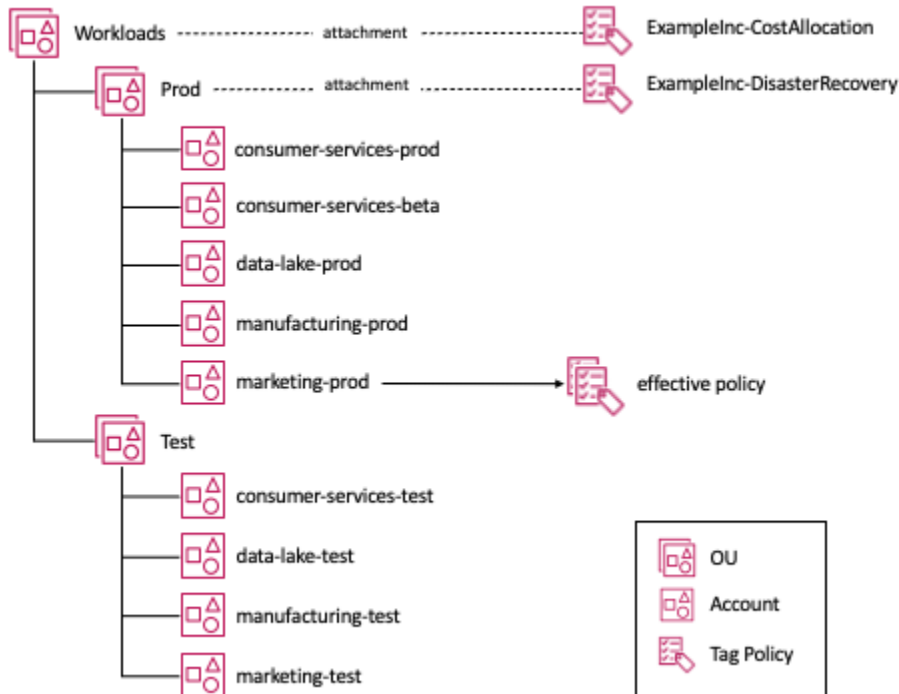 Workloads attachment ExampleInc-CostAllocation
Prod attachment ExampleInc-DisasterRecovery
consumer-services-prod
consumer-services-beta
data-lake-prod
manufacturing-prod
marketing-prod effective policy
Test
consumer-services-test
data-lake-test
manufacturing-test
marketing-test
OU
Account
Tag Policy